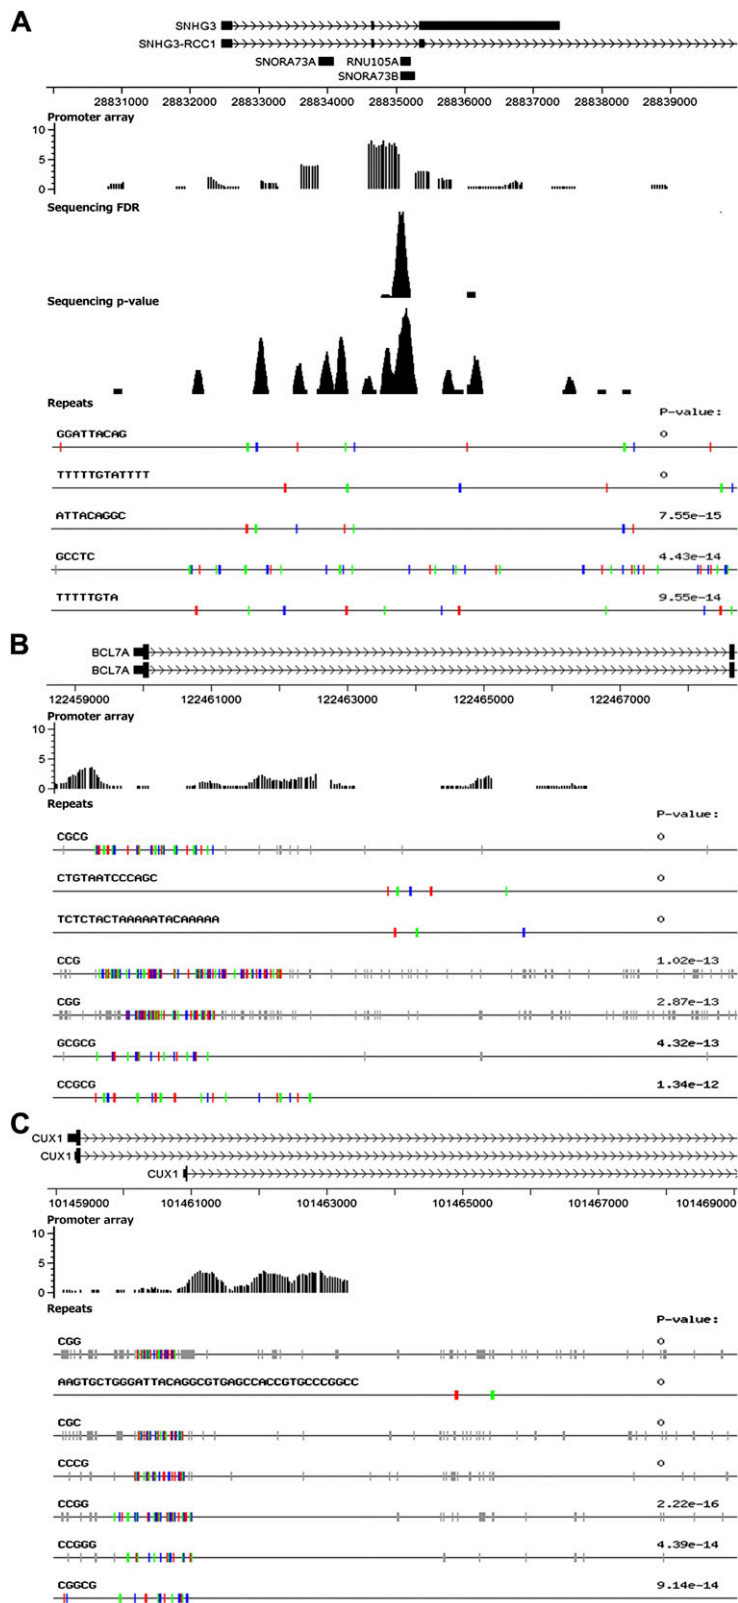 A
SNHG3
SNHG3-RCC1
SNORA73A RNU105A
SNORA73B
28831000 28832000 28833000 28834000 28835000 28836000 28837000 28838000 28839000
Promoter array
10
5
0
Sequencing FDR
Sequencing p-value
Repeats
P-value:
GGATTACAG 0
TTTTTGTATTTT 0
ATTACAGGC 7.55e-15
GCCTC 4.43e-14
TTTTTGTA 9.55e-14
B
BCL7A
BCL7A
122459000 122461000 122463000 122465000 122467000
Promoter array
10
5
0
Repeats
P-value:
CGCG 0
CTGTAATCCCAGC 0
TCTCTACTAAAAATACAAAAA 0
CCG 1.02e-13
CGG 2.87e-13
GCGCG 4.32e-13
CCGCG 1.34e-12
C
CUX1
CUX1
CUX1
101459000 101461000 101463000 101465000 101467000 101469000
Promoter array
10
5
0
Repeats
P-value:
CGG 0
AAGTGCTGGGATTACAGGCGTGAGCCACCGTGCCCGGCC
CGC 0
CCCG 0
CCGG 2.22e-16
CCGGG 4.39e-14
CGGCG 9.14e-14